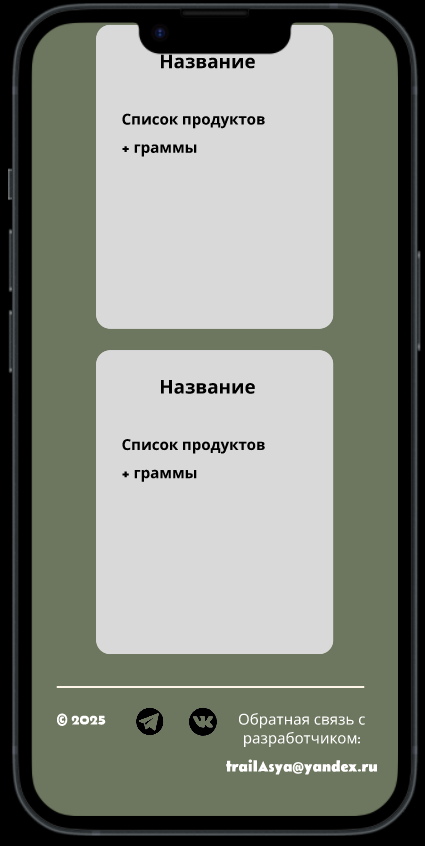 Название
Список продуктов
+ граммы
Название
Список продуктов
+ граммы
© 2025
Обратная связь с
разработчиком:
trailAsya@yandex.ru